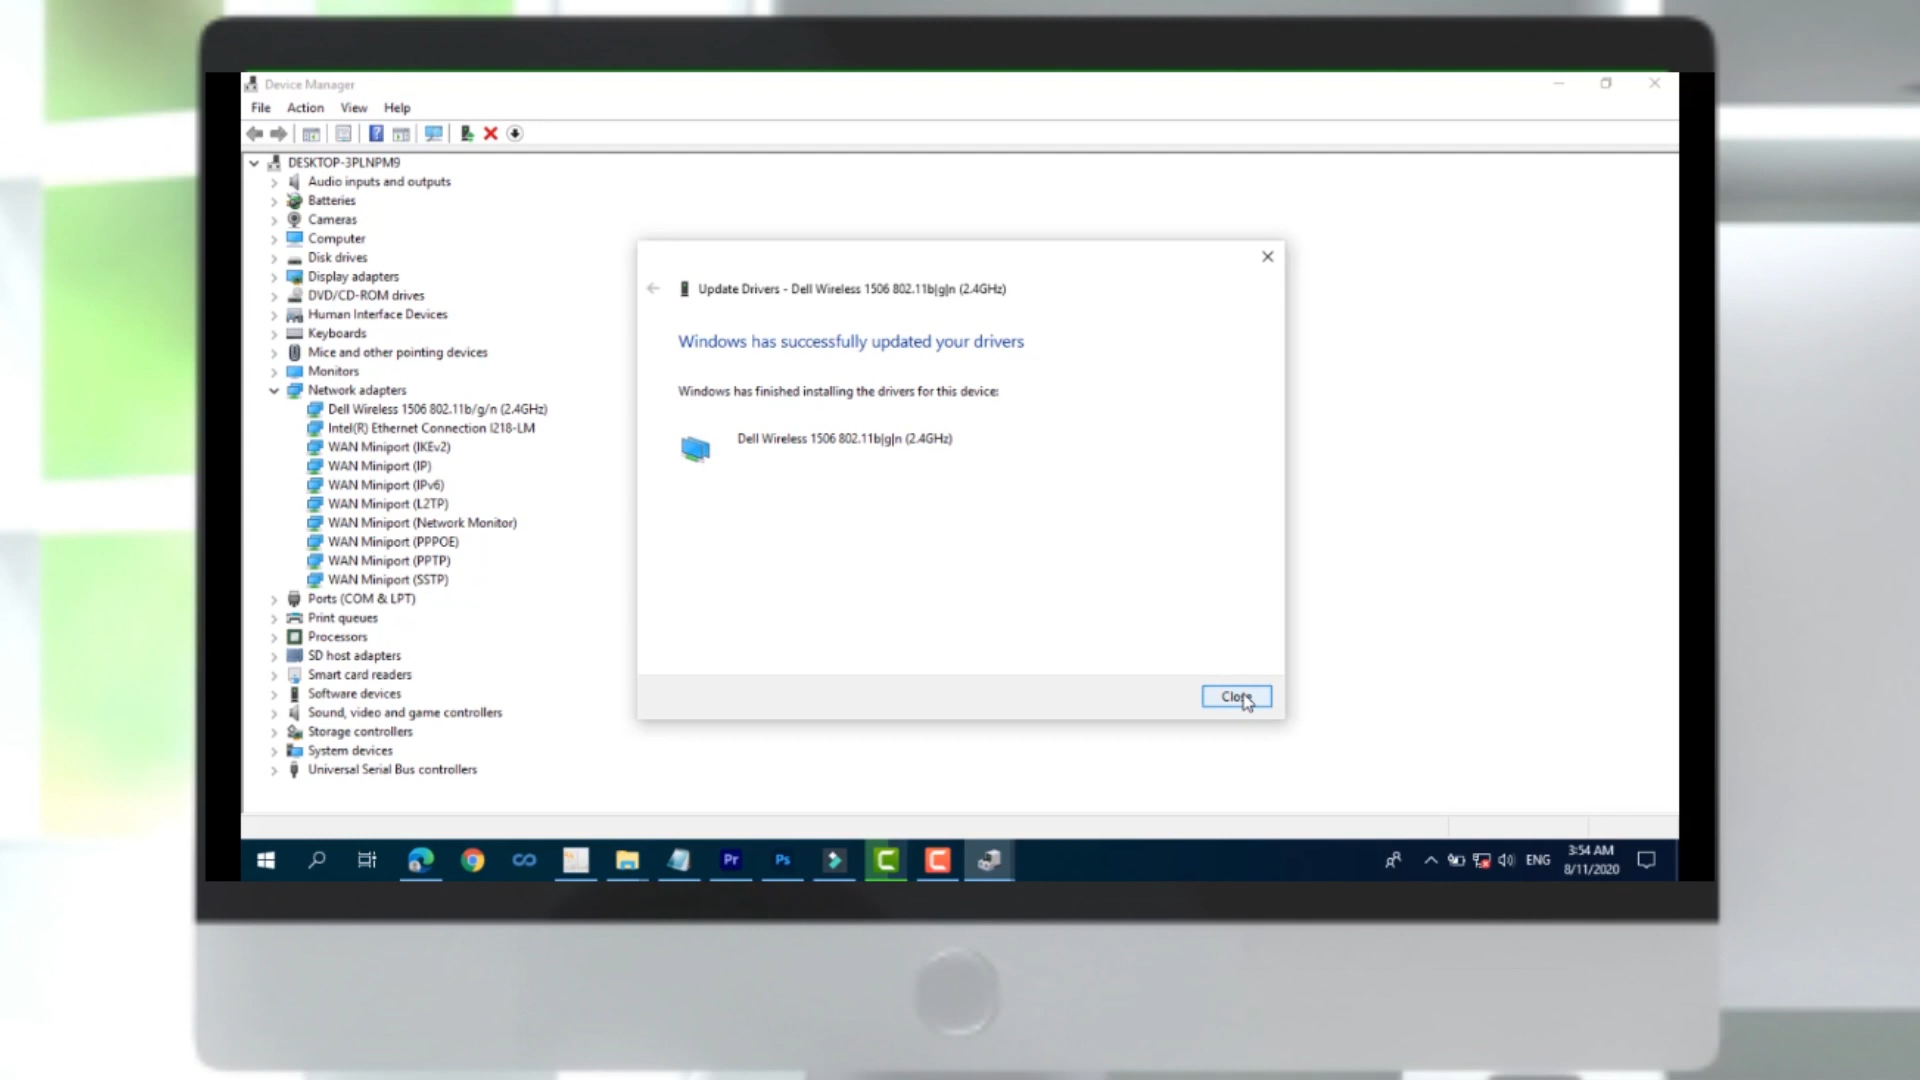 Device Manager
File Action View Help
DESKTOP-3PLNPM9
Audio inputs and outputs
Batteries
Cameras
Computer
Disk drives
Display adapters
DVD/CD-ROM drives
Human Interface Devices
Keyboards
Mice and other pointing devices
Monitors
Network adapters
Dell Wireless 1506 802.11b/g/n (2.4GHz)
Intel(R) Ethernet Connection I218-LM
WAN Miniport (IKEv2)
WAN Miniport (IP)
WAN Miniport (IPv6)
WAN Miniport (L2TP)
WAN Miniport (Network Monitor)
WAN Miniport (PPPOE)
WAN Miniport (PPTP)
WAN Miniport (SSTP)
Ports (COM & LPT)
Print queues
Processors
SD host adapters
Smart card readers
Software devices
Sound, video and game controllers
Storage controllers
System devices
Universal Serial Bus controllers
Update Drivers - Dell Wireless 1506 802.11b|g|n (2.4GHz)
Windows has successfully updated your drivers
Windows has finished installing the drivers for this device:
Dell Wireless 1506 802.11b|g|n (2.4GHz)
Close
Pr
Ps
ENG
3:54 AM
8/11/2020